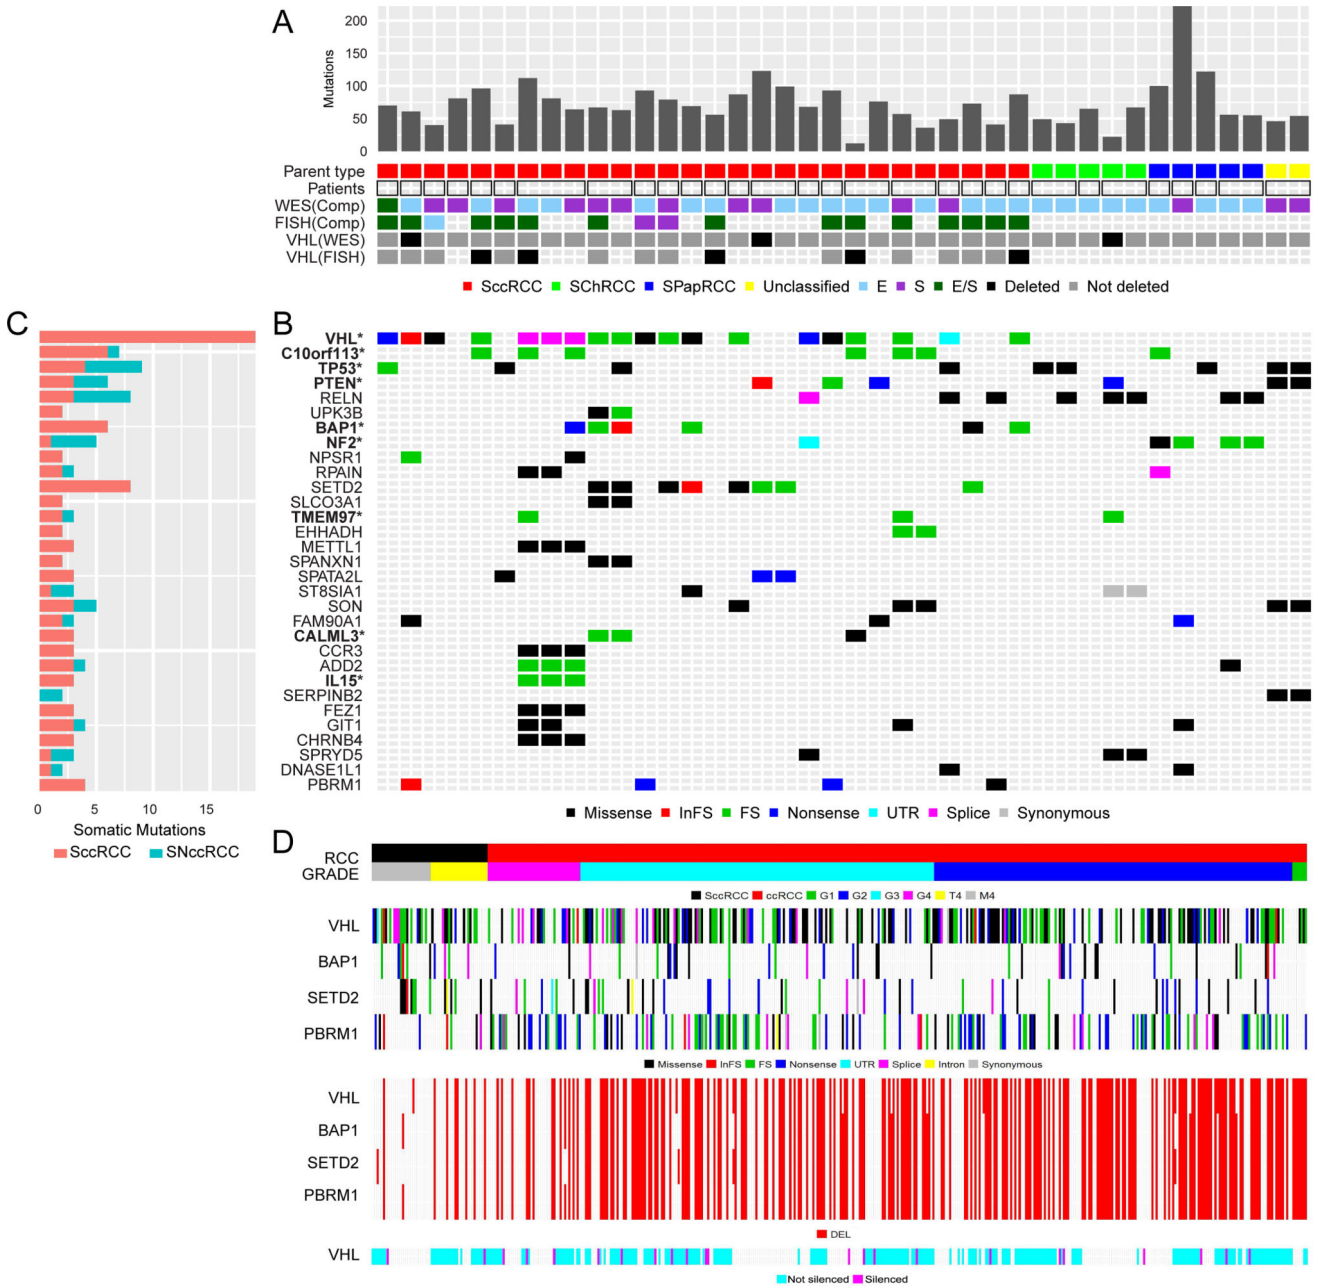 A
200
150
100
50
0
Mutations
Parent type
Patients
WES(Comp)
FISH(Comp)
VHL(WES)
VHL(FISH)
SccRCC SChRCC SPapRCC Unclassified E S E/S Deleted Not deleted
C
B
VHL*
C10orf113*
TP53*
PTEN*
RELN
UPK3B
BAP1*
NF2*
NPSR1
RPAIN
SETD2
SLCO3A1
TMEM97*
EHHADH
METTL1
SPANXN1
SPATA2L
ST8SIA1
SON
FAM90A1
CALML3*
CCR3
ADD2
IL15*
SERPINB2
FEZ1
GIT1
CHRNB4
SPRYD5
DNASE1L1
PBRM1
0 5 10 15
Somatic Mutations
SccRCC SNccRCC
Missense InFS FS Nonsense UTR Splice Synonymous
D
RCC
GRADE
SccRCC ccRCC G1 G2 G3 G4 T4 M4
VHL
BAP1
SETD2
PBRM1
Missense InFS FS Nonsense UTR Splice Intron Synonymous
VHL
BAP1
SETD2
PBRM1
DEL
VHL
Not silenced Silenced